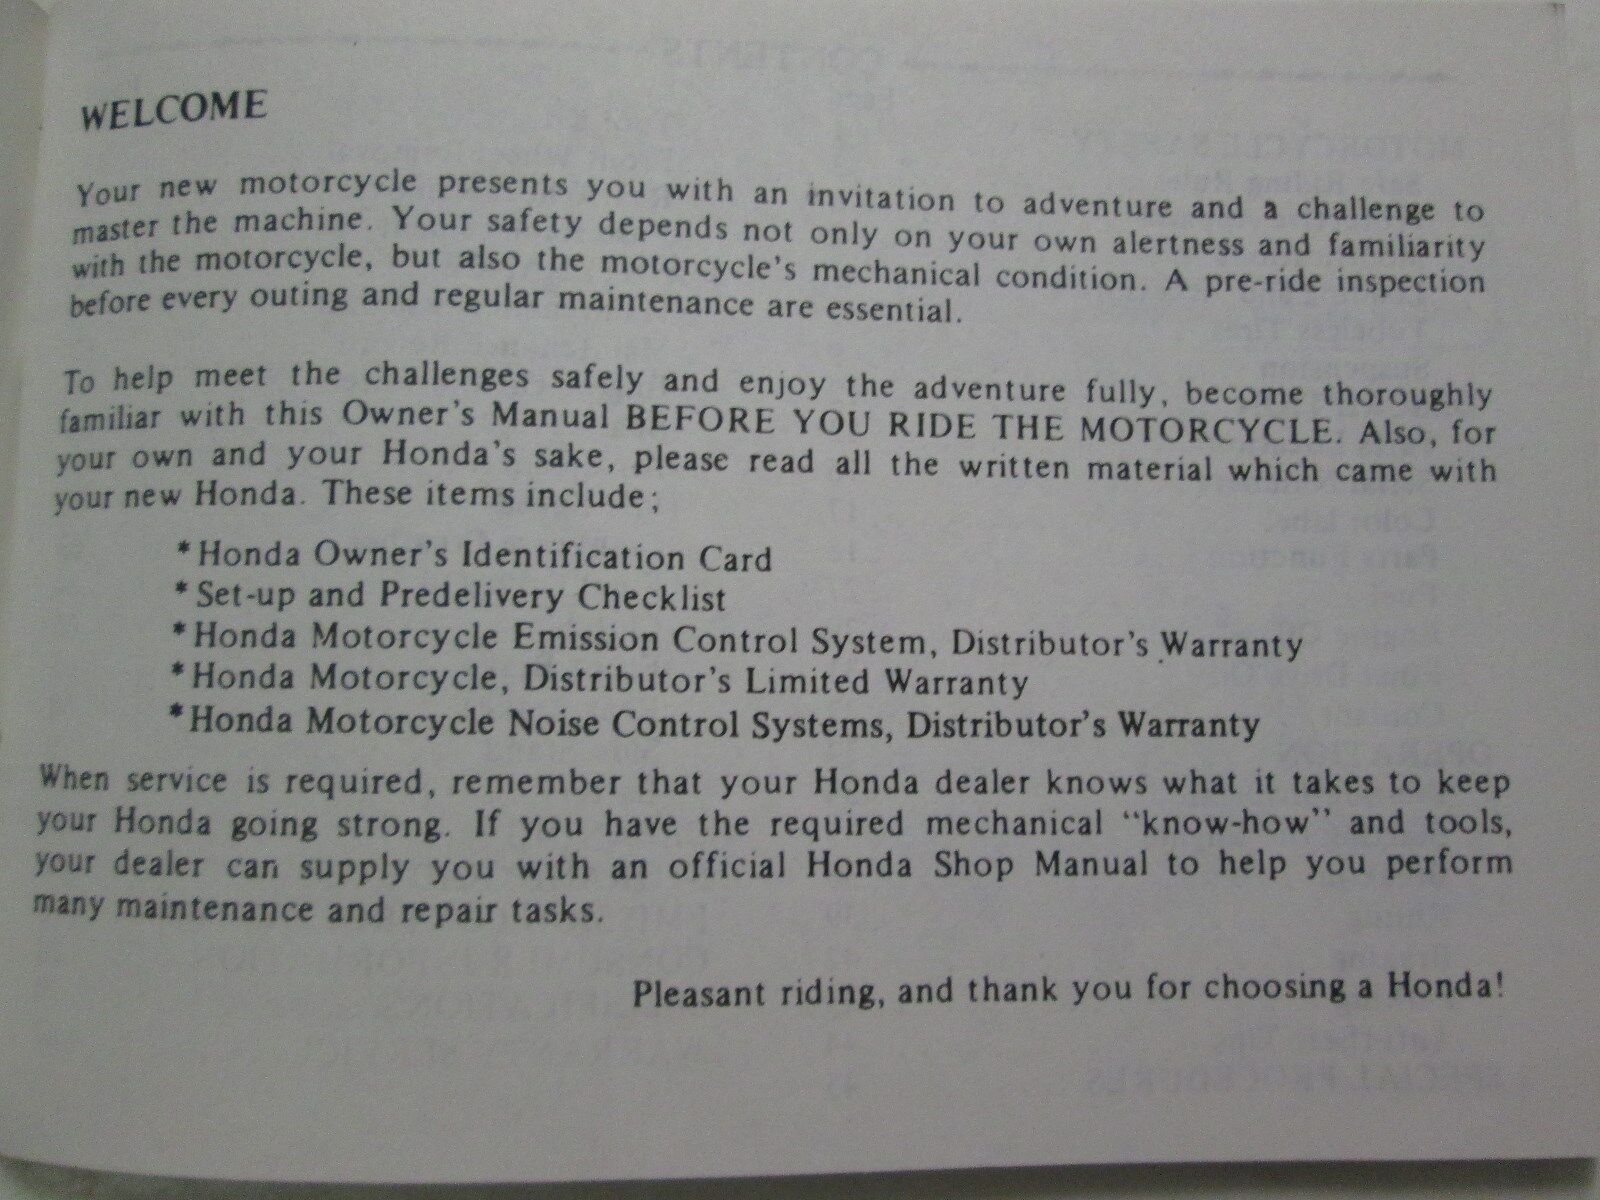 WELCOME
Your new motorcycle presents you with an invitation to adventure and a challenge to
master the machine. Your safety depends not only on your own alertness and familiarity
with the motorcycle, but also the motorcycle's mechanical condition. A pre-ride inspection
before every outing and regular maintenance are essential.
To help meet the challenges safely and enjoy the adventure fully, become thoroughly
familiar with this Owner's Manual BEFORE YOU RIDE THE MOTORCYCLE. Also, for
your own and your Honda's sake, please read all the written material which came with
your new Honda. These items include;
*Honda Owner's Identification Card
*Set-up and Predelivery Checklist
*Honda Motorcycle Emission Control System, Distributor's Warranty
*Honda Motorcycle, Distributor's Limited Warranty
*Honda Motorcycle Noise Control Systems, Distributor's Warranty
When service is required, remember that your Honda dealer knows what it takes to keep
your Honda going strong. If you have the required mechanical "know-how" and tools,
your dealer can supply you with an official Honda Shop Manual to help you perform
many maintenance and repair tasks.
Pleasant riding, and thank you for choosing a Honda!